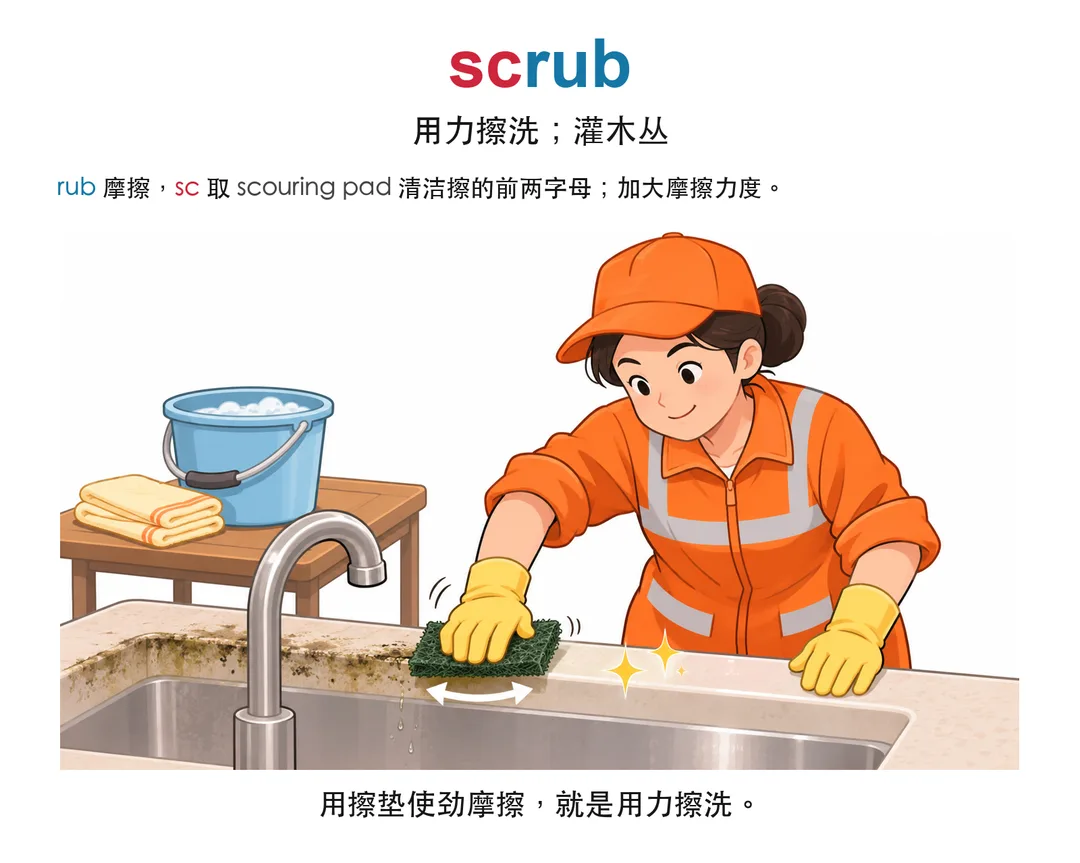 scrub
用力擦洗；灌木丛
rub 摩擦，sc 取 scouring pad 清洁擦的前两字母；加大摩擦力度。
用擦垫使劲摩擦，就是用力擦洗。